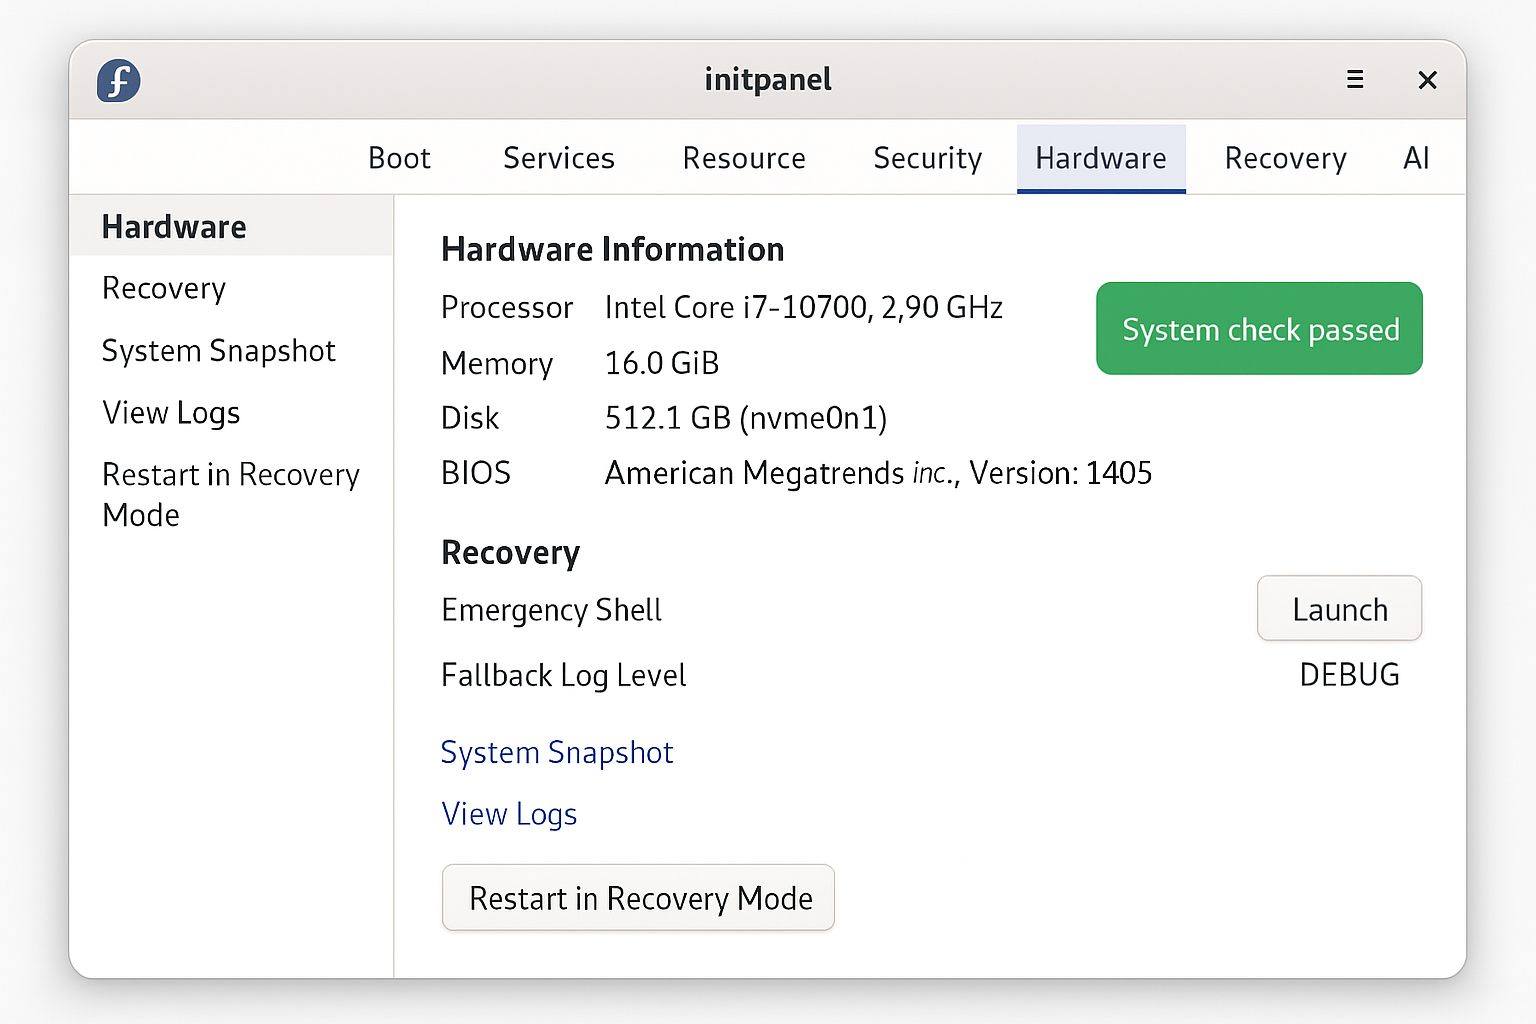 initpanel
Boot Services Resource Security Hardware Recovery AI
Hardware
Recovery
System Snapshot
View Logs
Restart in Recovery
Mode
Hardware Information
Processor Intel Core i7-10700, 2,90 GHz
System check passed
Memory 16.0 GiB
Disk 512.1 GB (nvme0n1)
BIOS American Megatrends inc., Version: 1405
Recovery
Emergency Shell Launch
Fallback Log Level DEBUG
System Snapshot
View Logs
Restart in Recovery Mode